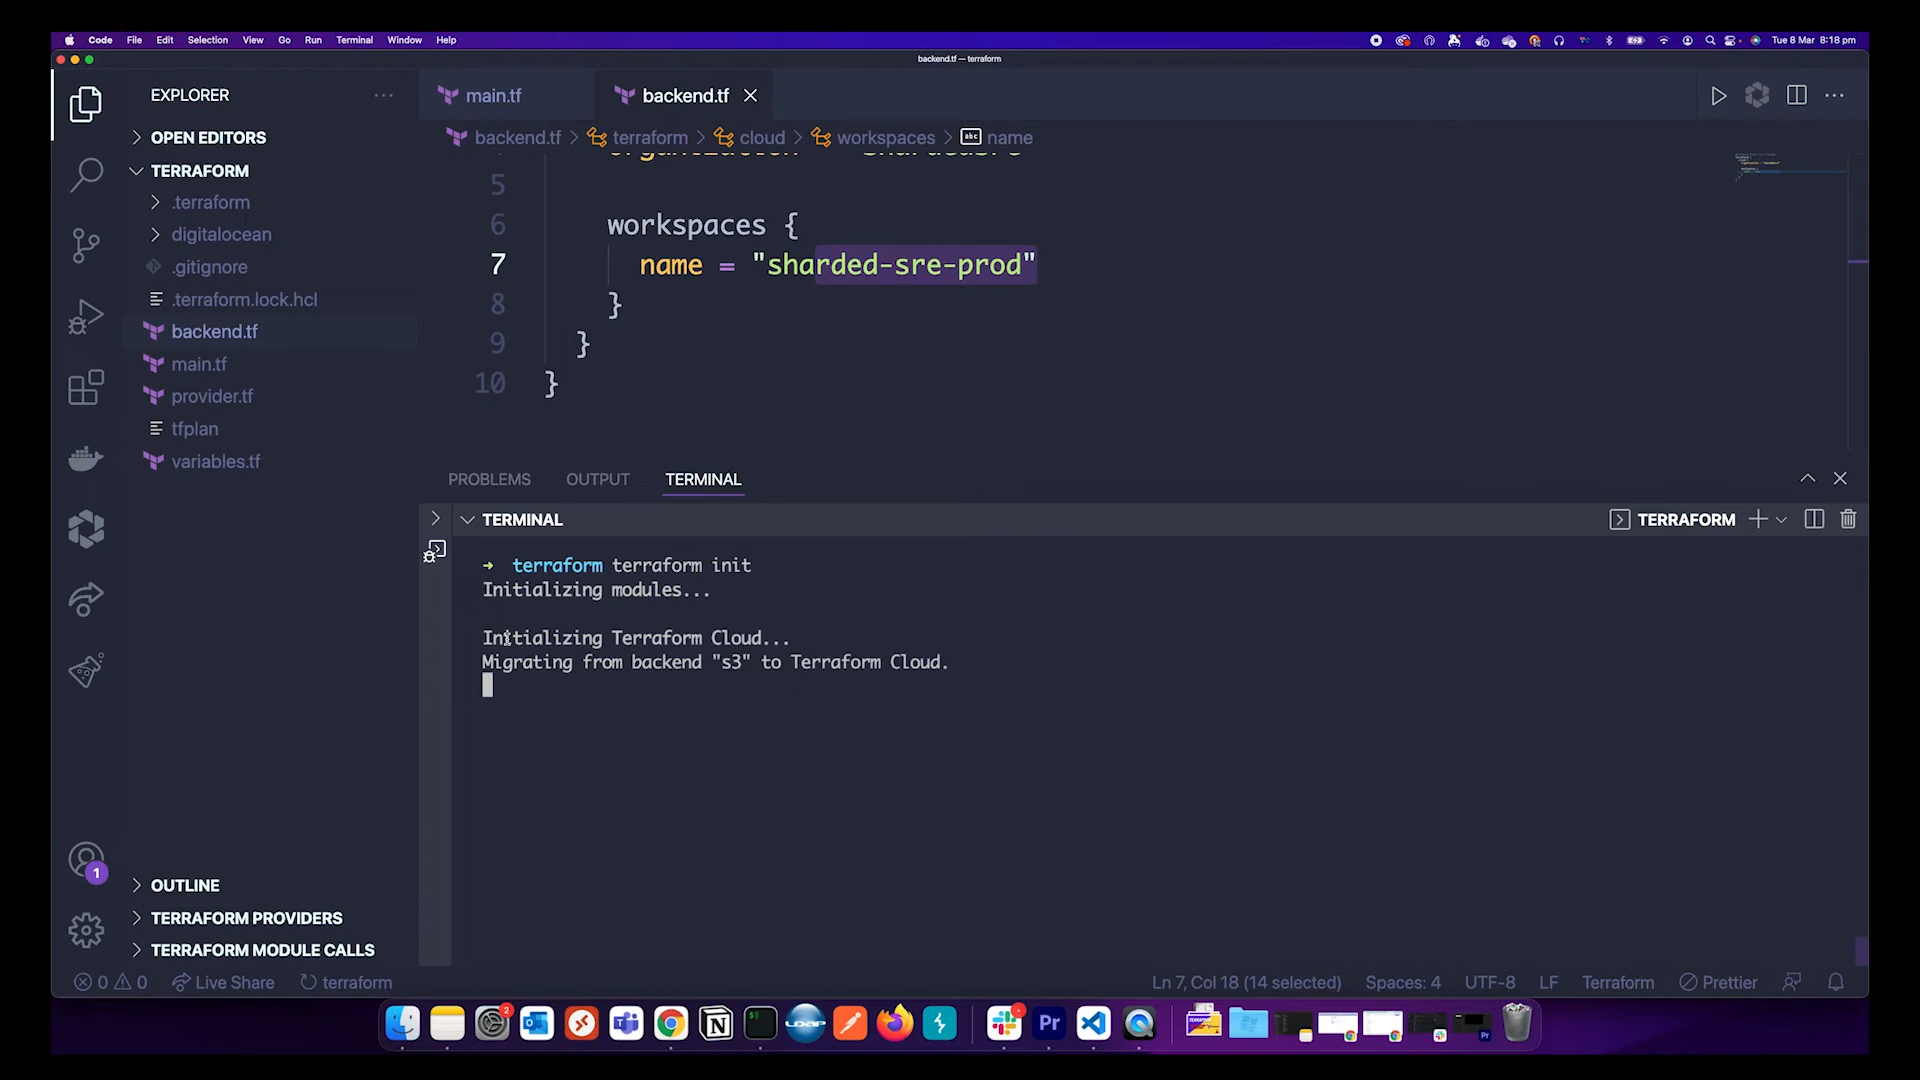 Code File Edit Selection View Go Run Terminal Window Help
Tue 8 Mar 8:18 pm
backend.tf — terraform
EXPLORER
OPEN EDITORS
TERRAFORM
.terraform
digitalocean
.gitignore
.terraform.lock.hcl
backend.tf
main.tf
provider.tf
tfplan
variables.tf
OUTLINE
TERRAFORM PROVIDERS
TERRAFORM MODULE CALLS
1
main.tf backend.tf
backend.tf > terraform > cloud > workspaces > abc name
5
6 workspaces {
7 name = "sharded-sre-prod"
8 }
9 }
10 }
PROBLEMS OUTPUT TERMINAL
TERMINAL
TERRAFORM
→ terraform terraform init
Initializing modules...
Initializing Terraform Cloud...
Migrating from backend "s3" to Terraform Cloud.
0 0 Live Share terraform
Ln 7, Col 18 (14 selected) Spaces: 4 UTF-8 LF Terraform Prettier
2
LDAP
Pr